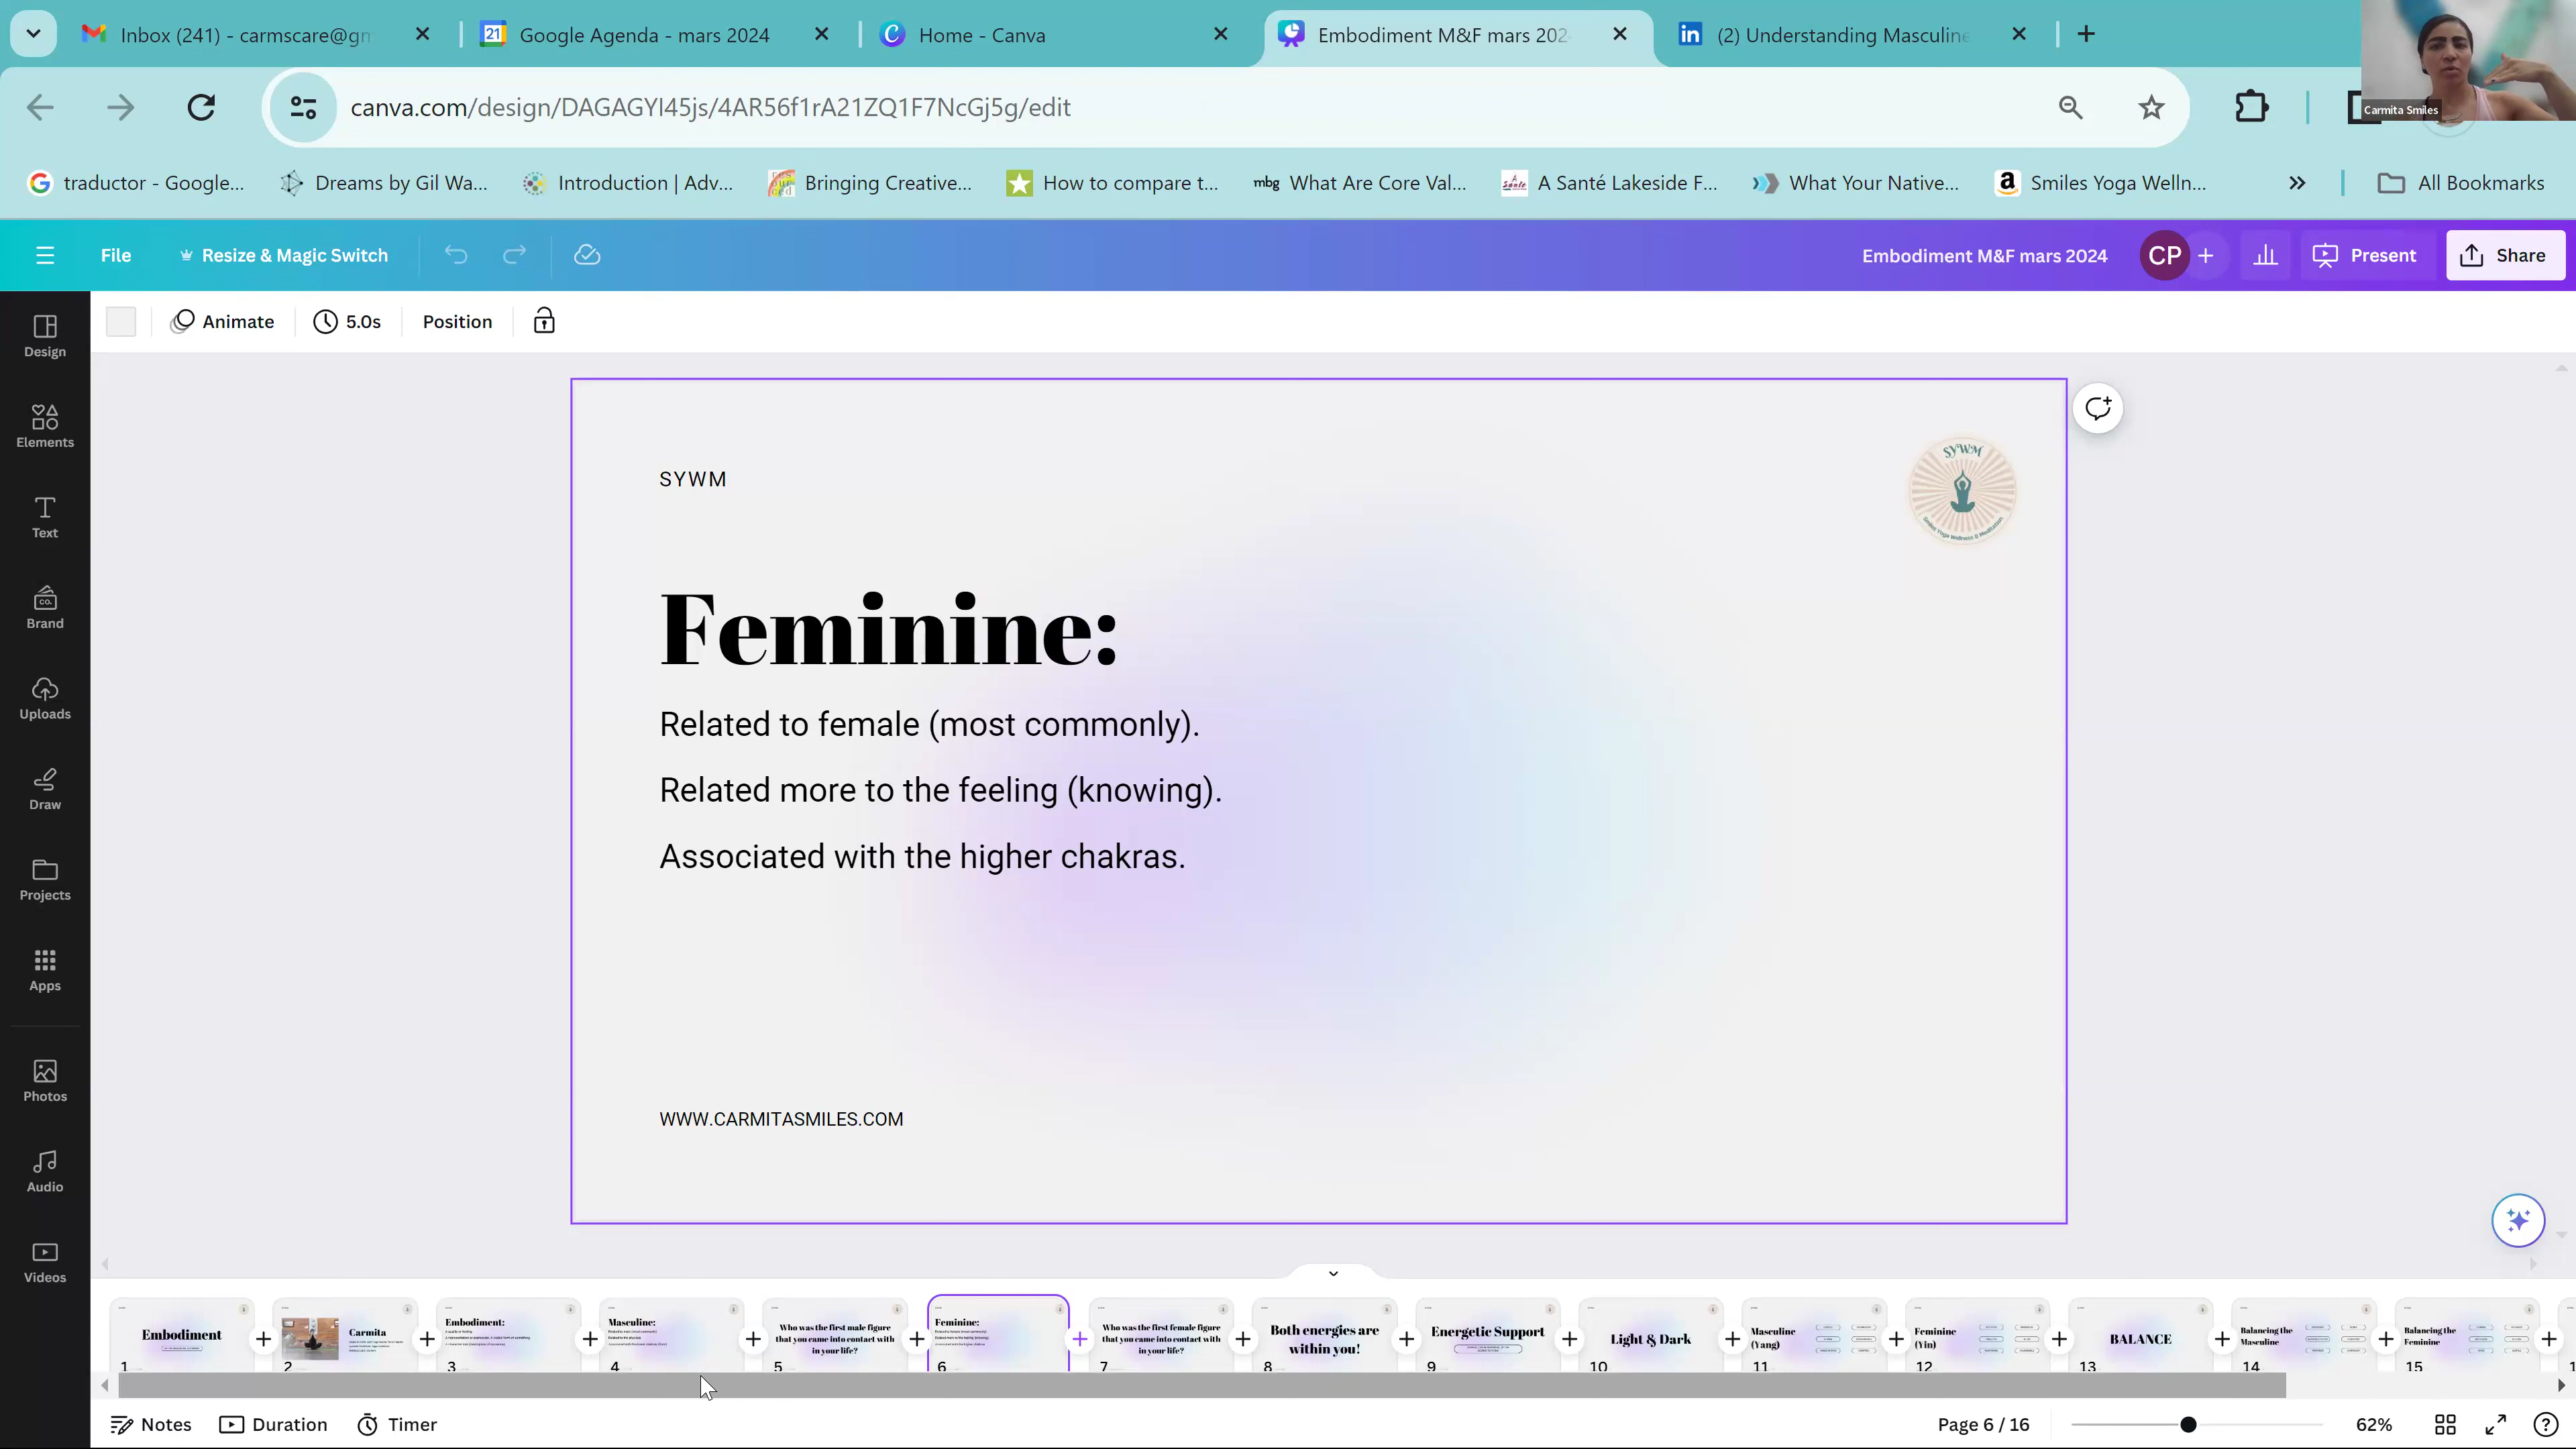 Inbox (241) - carmscare@gm
Google Agenda - mars 2024
Home - Canva
Embodiment M&F mars 202
(2) Understanding Masculine
canva.com/design/DAGAGYI45js/4AR56f1rA21ZQ1F7NcGj5g/edit
Carmita Smiles
traductor - Google...
Dreams by Gil Wa...
Introduction | Adv...
Bringing Creative...
How to compare t...
mbg What Are Core Val...
A Santé Lakeside F...
What Your Native...
Smiles Yoga Welln...
All Bookmarks
File
Resize & Magic Switch
Embodiment M&F mars 2024
CP
Present
Share
Animate
5.0s
Position
Design
Elements
Text
Brand
Uploads
Draw
Projects
Apps
Photos
Audio
Videos
SYWM
SYWM
Smiles Yoga Wellness & Meditation
Feminine:
Related to female (most commonly).
Related more to the feeling (knowing).
Associated with the higher chakras.
WWW.CARMITASMILES.COM
Embodiment
1
Carmita
2
Embodiment:
3
Masculine:
4
Who was the first male figure
that you came into contact with
in your life?
5
Feminine:
6
Who was the first female figure
that you came into contact with
in your life?
7
Both energies are
within you!
8
Energetic Support
9
Light & Dark
10
Masculine
(Yang)
11
Feminine
(Yin)
12
BALANCE
13
Balancing the
Masculine
14
Balancing the
Feminine
15
Notes
Duration
Timer
Page 6 / 16
62%